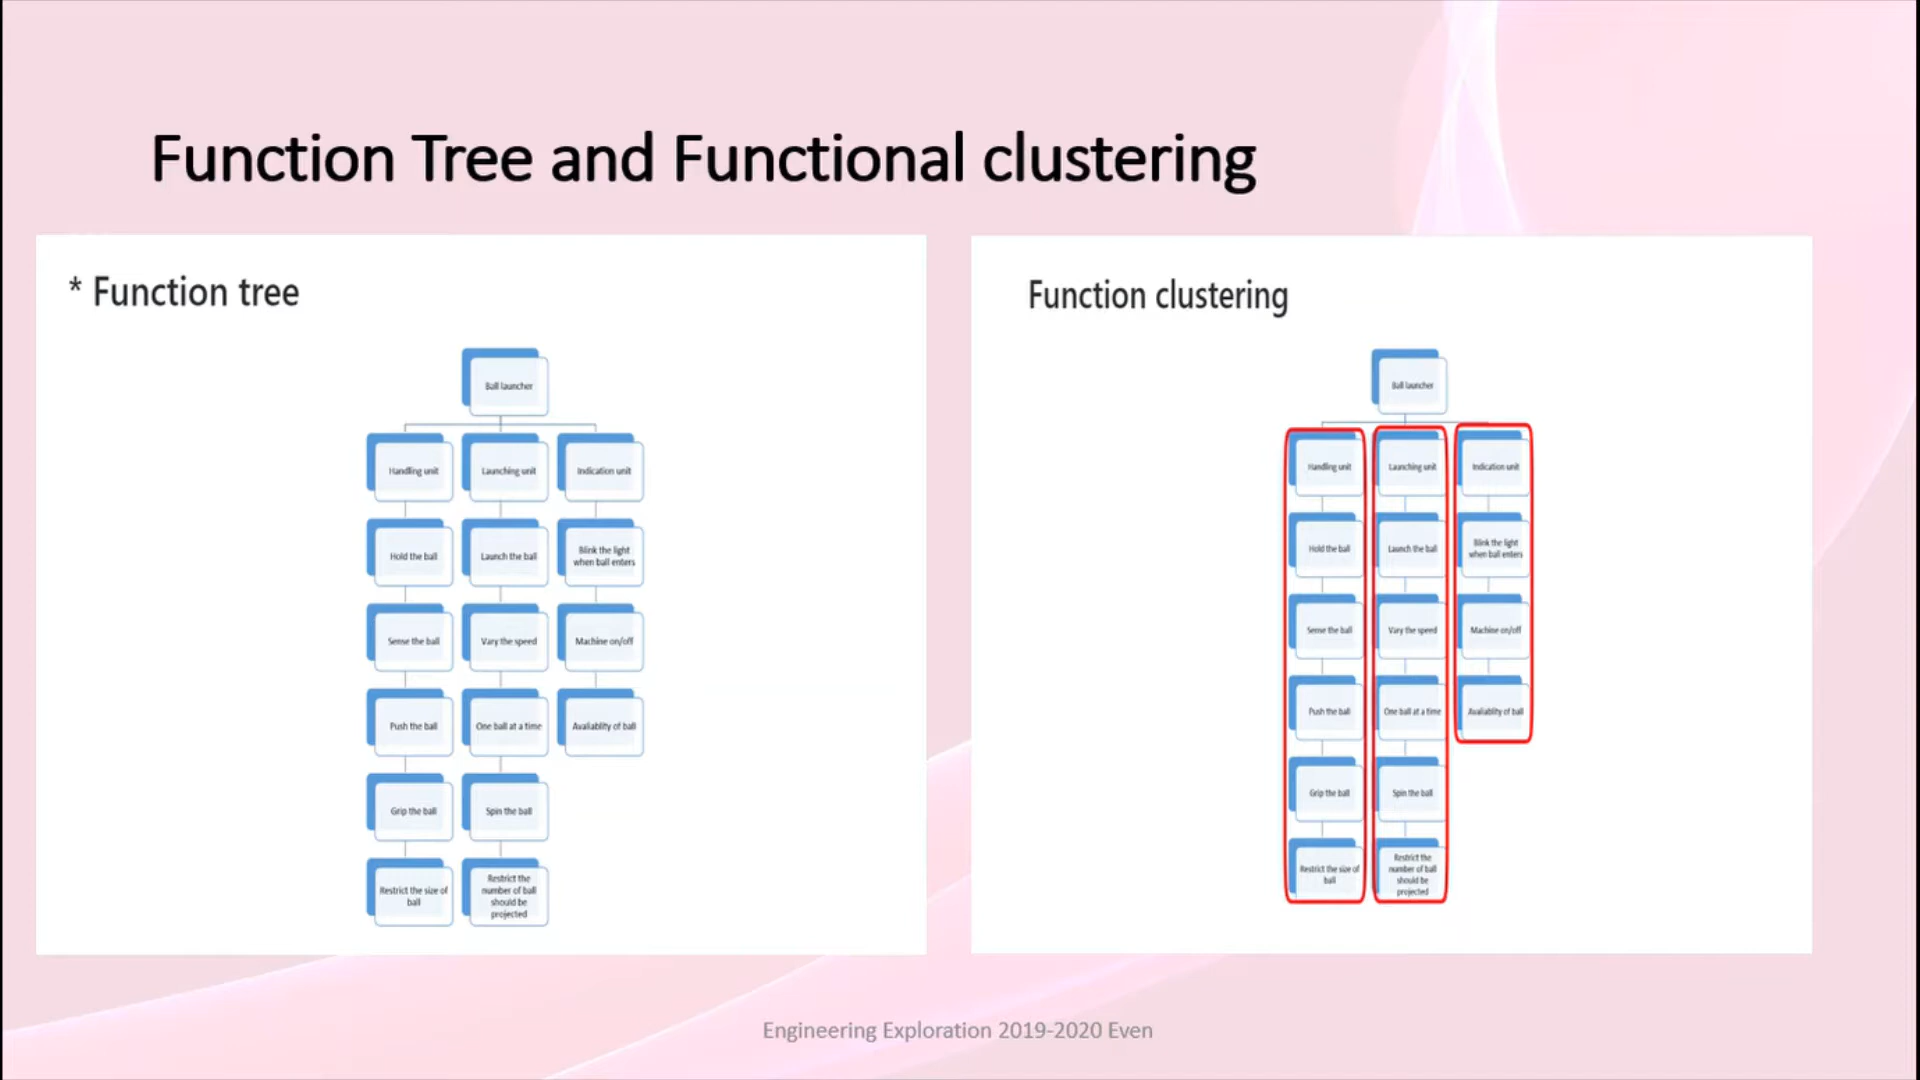 Function Tree and Functional clustering
* Function tree
Ball launcher
Handling unit
Launching unit
Indication unit
Hold the ball
Launch the ball
Blink the light
when ball enters
Sense the ball
Vary the speed
Machine on/off
Push the ball
One ball at a time
Avaliablity of ball
Grip the ball
Spin the ball
Restrict the size of
ball
Restrict the
number of ball
should be
projected
Function clustering
Ball launcher
Handling unit
Launching unit
Indication unit
Hold the ball
Launch the ball
Blink the light
when ball enters
Sense the ball
Vary the speed
Machine on/off
Push the ball
One ball at a time
Avaliablity of ball
Grip the ball
Spin the ball
Restrict the size of
ball
Restrict the
number of ball
should be
projected
Engineering Exploration 2019-2020 Even